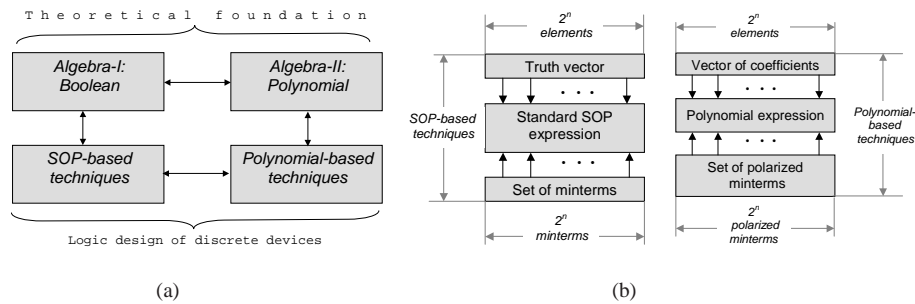 Theoretical foundation
Algebra-I:
Boolean
Algebra-II:
Polynomial
SOP-based
techniques
Polynomial-based
techniques
Logic design of discrete devices
(a)
2^n
elements
SOP-based
techniques
Truth vector
. . .
Standard SOP
expression
. . .
Set of minterms
2^n
minterms
2^n
elements
Vector of coefficients
. . .
Polynomial expression
. . .
Set of polarized
minterms
2^n
polarized
minterms
Polynomial-
based techniques
(b)